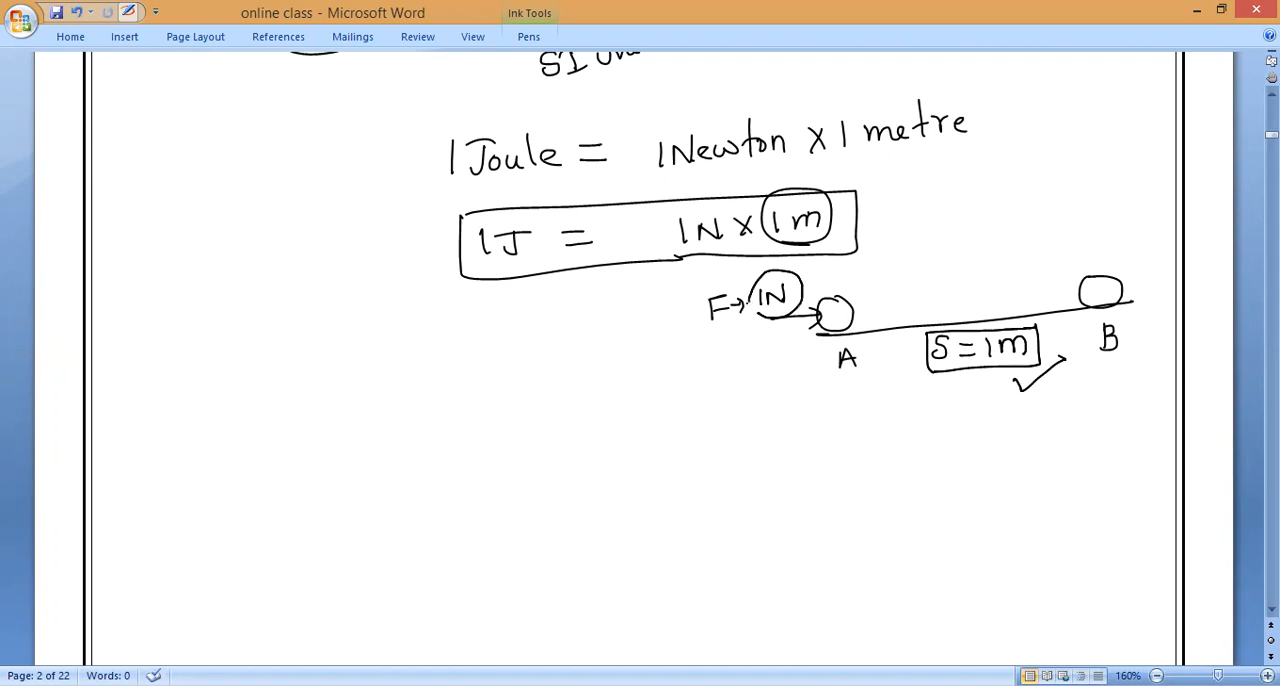 online class - Microsoft Word
Ink Tools
Home Insert Page Layout References Mailings Review View Pens
SI
1 Joule = 1 Newton X 1 metre
1J = 1N X 1m
F→ 1N
A S = 1m B
Page: 2 of 22 Words: 0 160%